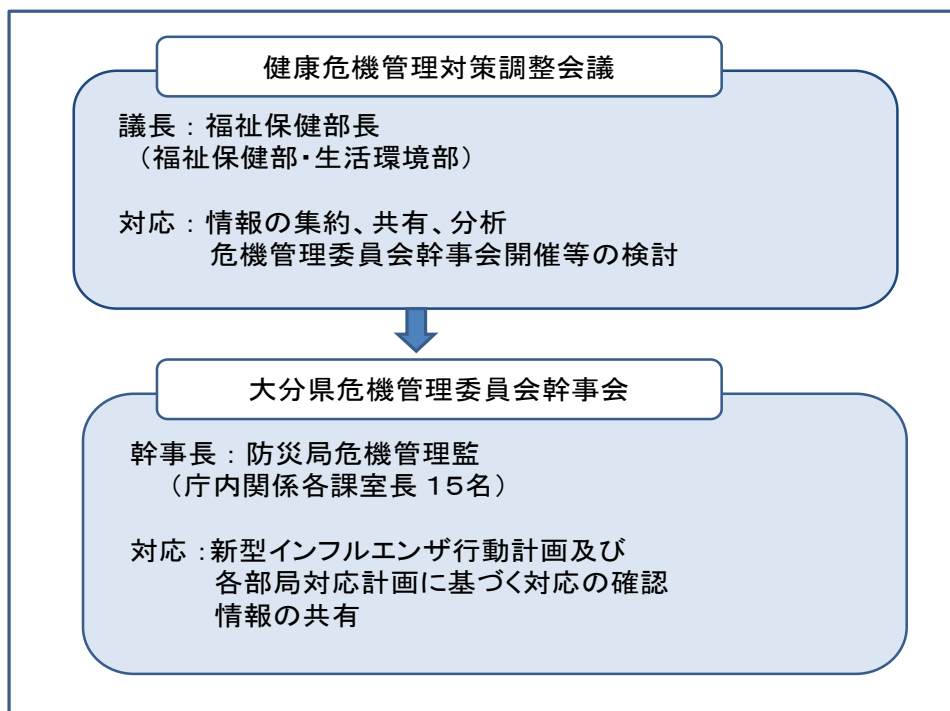 健康危機管理対策調整会議
議長：福祉保健部長
（福祉保健部・生活環境部）
対応：情報の集約、共有、分析
危機管理委員会幹事会開催等の検討
大分県危機管理委員会幹事会
幹事長：防災局危機管理監
（庁内関係各課室長 １５名）
対応：新型インフルエンザ行動計画及び
各部局対応計画に基づく対応の確認
情報の共有